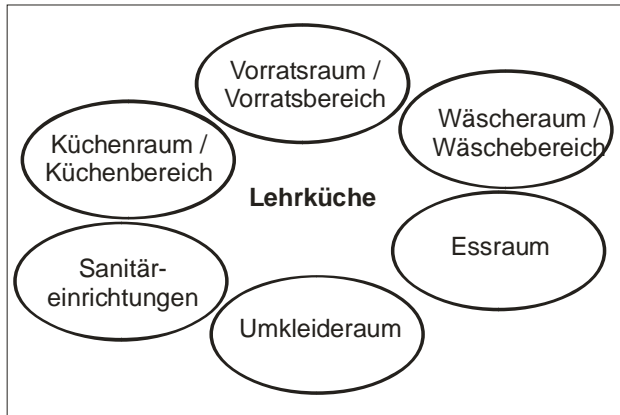 Vorratsraum /
Vorratsbereich
Wäscheraum /
Wäschebereich
Küchenraum /
Küchenbereich
Lehrküche
Essraum
Sanitär-
einrichtungen
Umkleideraum